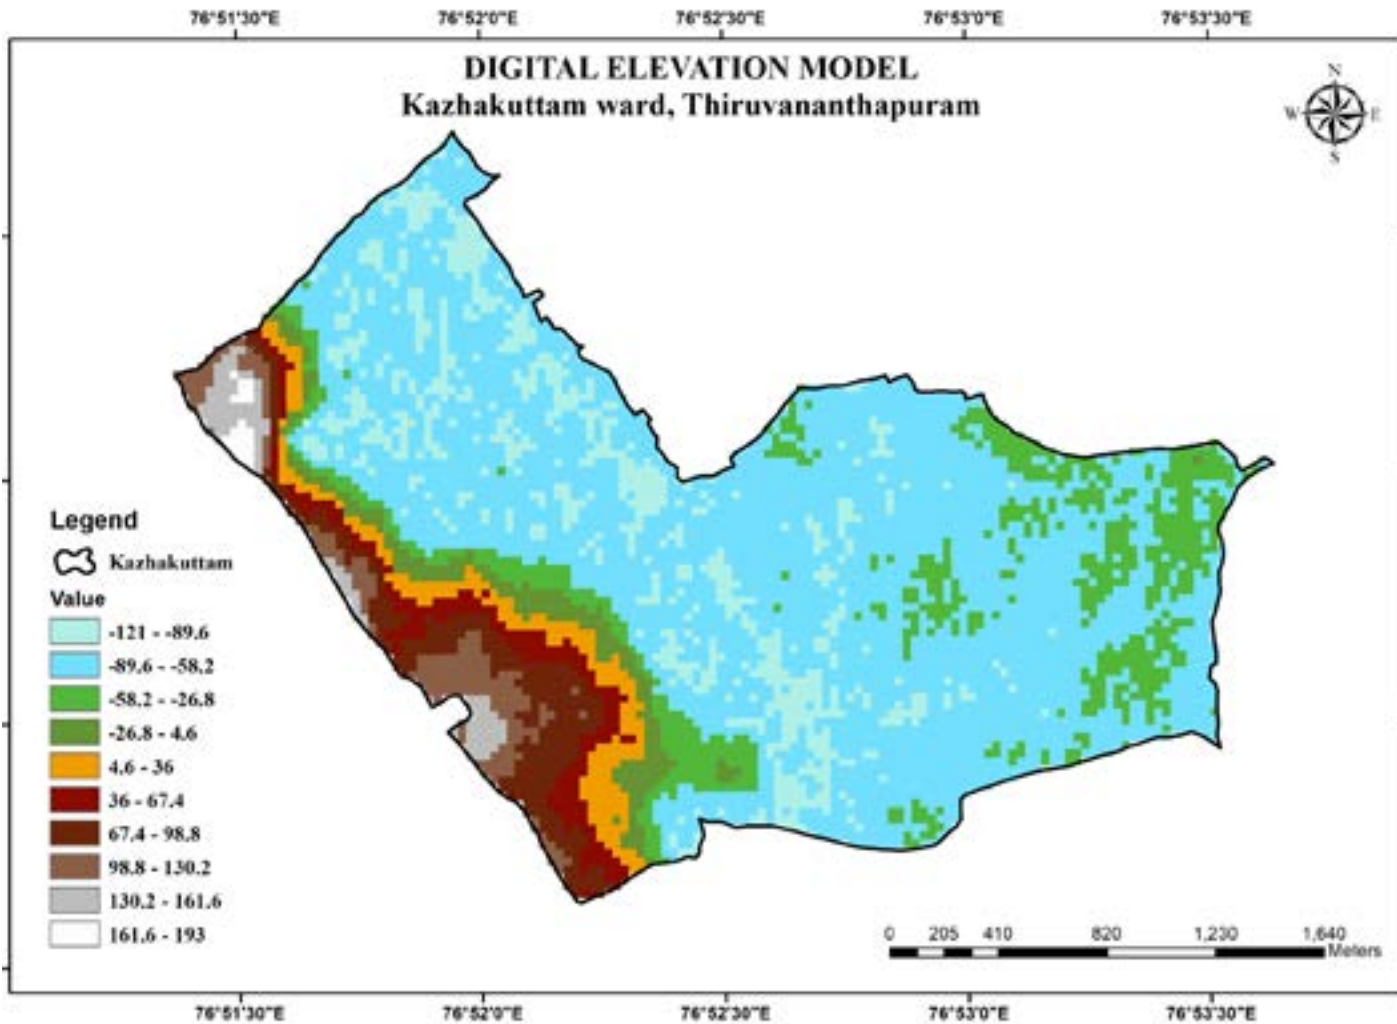 76°51'30"E 76°52'0"E 76°52'30"E 76°53'0"E 76°53'30"E
DIGITAL ELEVATION MODEL
Kazhakuttam ward, Thiruvananthapuram
N
W E
S
Legend
Kazhakuttam
Value
-121 - -89.6
-89.6 - -58.2
-58.2 - -26.8
-26.8 - 4.6
4.6 - 36
36 - 67.4
67.4 - 98.8
98.8 - 130.2
130.2 - 161.6
161.6 - 193
0 205 410 820 1,230 1,640
Meters
76°51'30"E 76°52'0"E 76°52'30"E 76°53'0"E 76°53'30"E